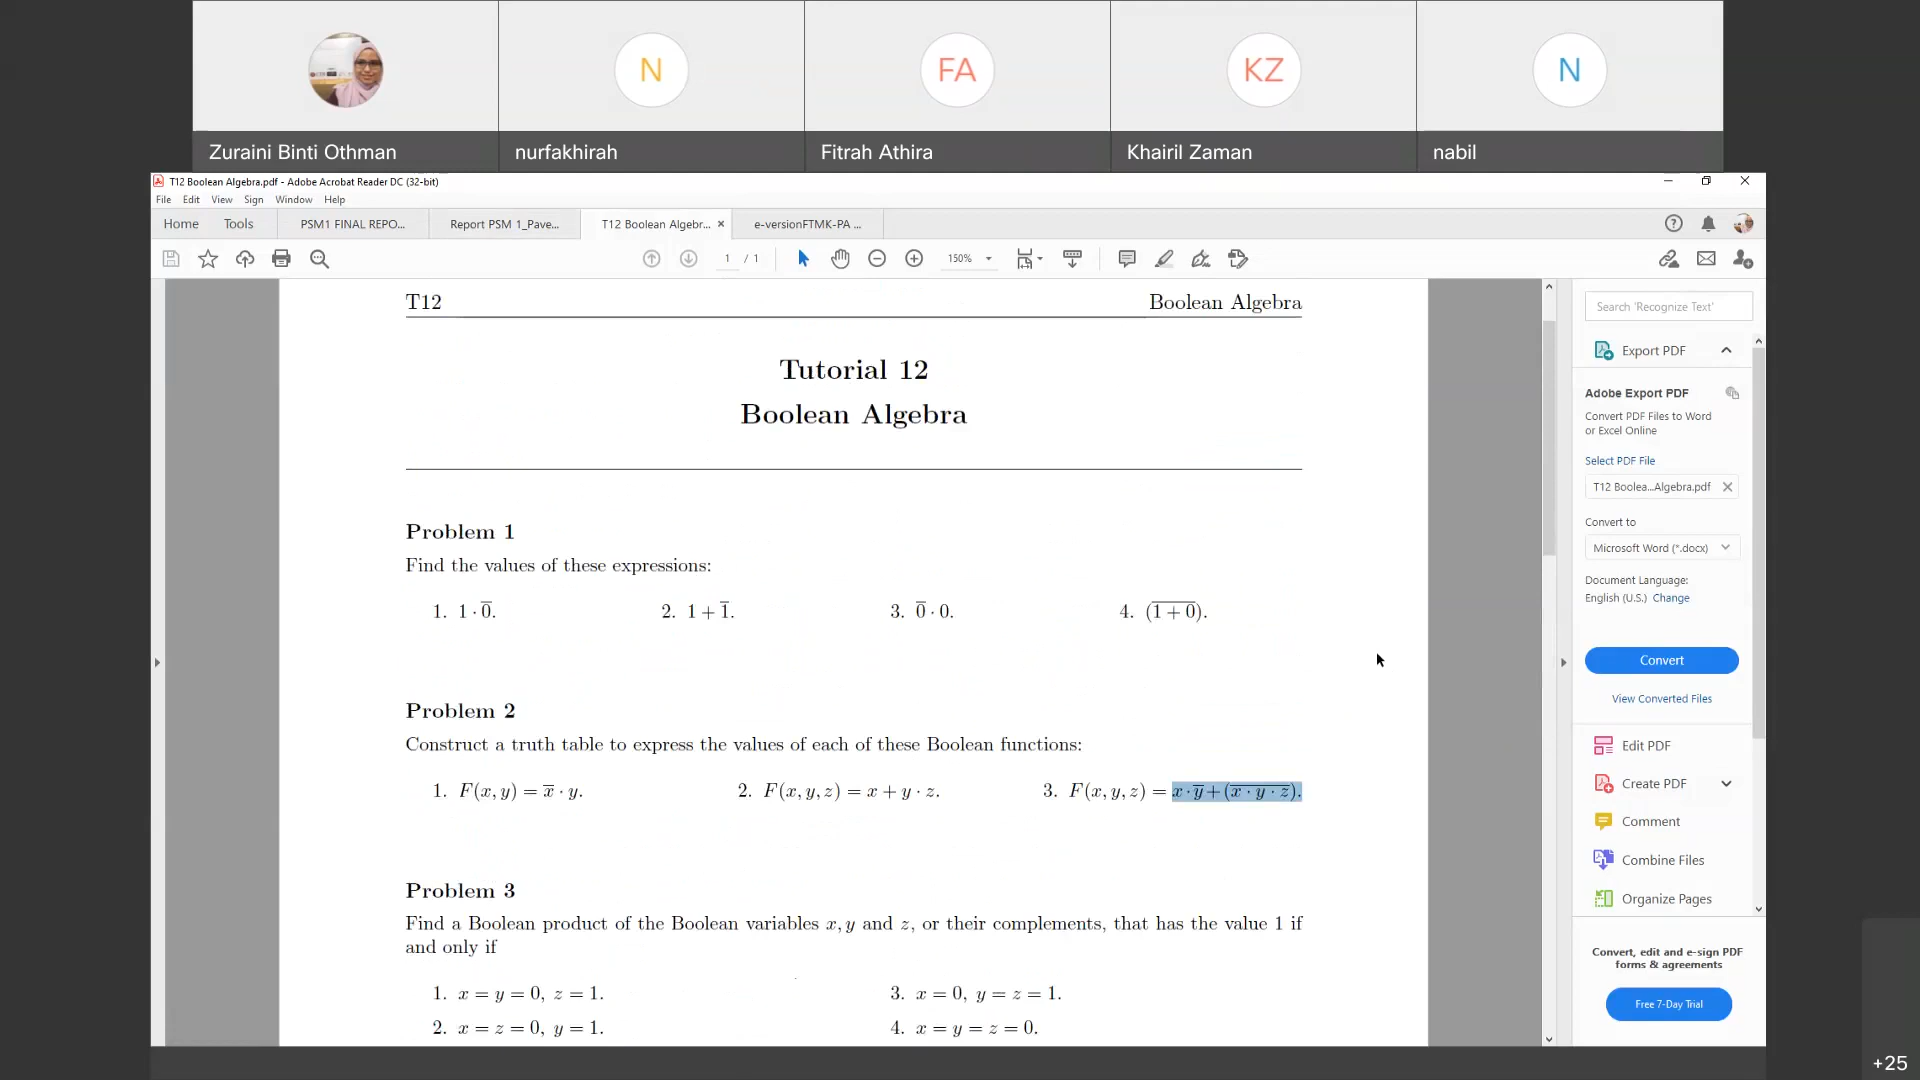 N
FA
KZ
N
Zuraini Binti Othman
nurfakhirah
Fitrah Athira
Khairil Zaman
nabil
T12 Boolean Algebra.pdf - Adobe Acrobat Reader DC (32-bit)
File Edit View Sign Window Help
Home Tools PSM1 FINAL REPO... Report PSM 1_Pave... T12 Boolean Algebr... × e-versionFTMK-PA ...
1 / 1 150%
T12 Boolean Algebra
Tutorial 12
Boolean Algebra
Problem 1
Find the values of these expressions:
1. 1 · 0̅. 2. 1 + 1̅. 3. 0̅ · 0. 4. (1̅ ̅+̅ ̅0̅).
Problem 2
Construct a truth table to express the values of each of these Boolean functions:
1. F(x, y) = x̅ · y. 2. F(x, y, z) = x + y · z. 3. F(x, y, z) = x · y̅ + (x̅ ̅·̅ ̅y̅ ̅·̅ ̅z̅).
Problem 3
Find a Boolean product of the Boolean variables x, y and z, or their complements, that has the value 1 if
and only if
1. x = y = 0, z = 1. 3. x = 0, y = z = 1.
2. x = z = 0, y = 1. 4. x = y = z = 0.
Search 'Recognize Text'
Export PDF
Adobe Export PDF
Convert PDF Files to Word
or Excel Online
Select PDF File
T12 Boolea...Algebra.pdf
Convert to
Microsoft Word (*.docx)
Document Language:
English (U.S.) Change
Convert
View Converted Files
Edit PDF
Create PDF
Comment
Combine Files
Organize Pages
Convert, edit and e-sign PDF
forms & agreements
Free 7-Day Trial
+25